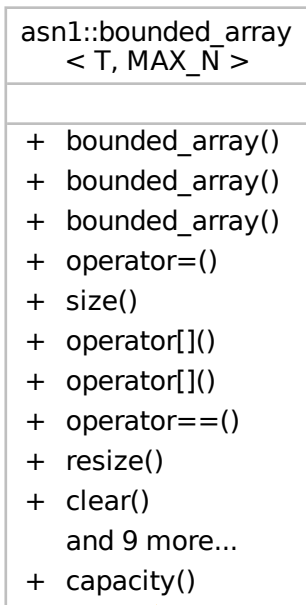 asn1::bounded_array
< T, MAX_N >
+ bounded_array()
+ bounded_array()
+ bounded_array()
+ operator=()
+ size()
+ operator[]()
+ operator[]()
+ operator==()
+ resize()
+ clear()
and 9 more...
+ capacity()